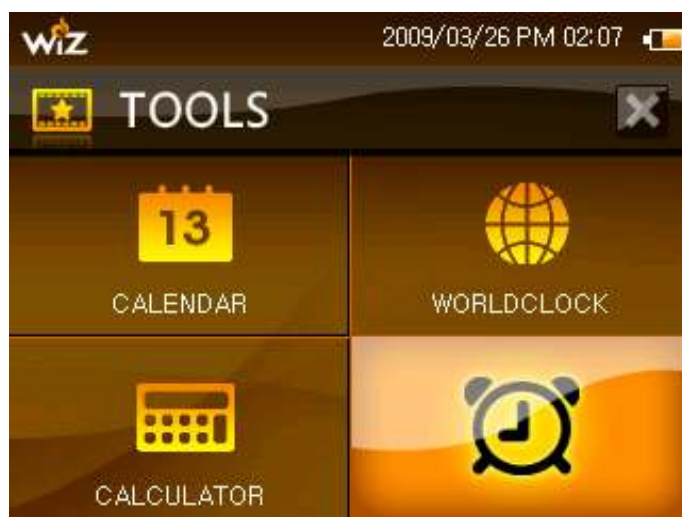 WiZ 2009/03/26 PM 02:07
TOOLS
13
CALENDAR WORLDCLOCK
CALCULATOR